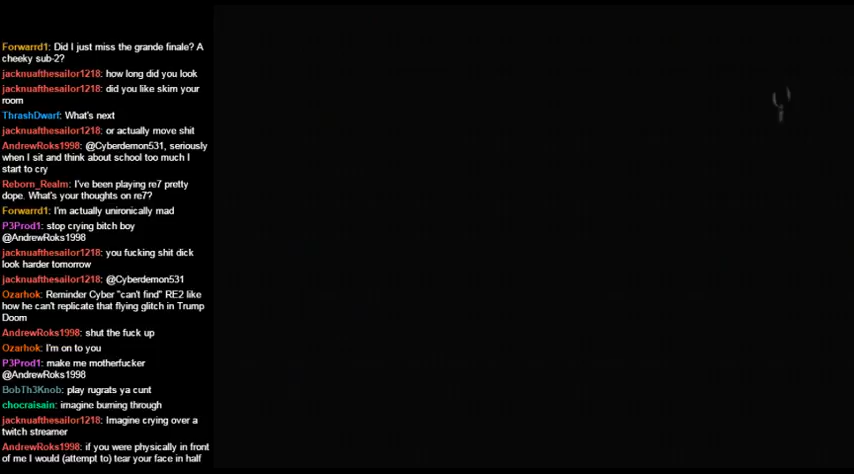 Forwarrd1: Did I just miss the grande finale? A
cheeky sub-2?
jacknuafthesailor1218: how long did you look
jacknuafthesailor1218: did you like skim your
room
ThrashDwarf: What's next
jacknuafthesailor1218: or actually move shit
AndrewRoks1998: @Cyberdemon531, seriously
when I sit and think about school too much I
start to cry
Reborn_Realm: I've been playing re7 pretty
dope. What's your thoughts on re7?
Forwarrd1: I'm actually unironically mad
P3Prod1: stop crying bitch boy
@AndrewRoks1998
jacknuafthesailor1218: you fucking shit dick
look harder tomorrow
jacknuafthesailor1218: @Cyberdemon531
Ozarhok: Reminder Cyber "can't find" RE2 like
how he can't replicate that flying glitch in Trump
Doom
AndrewRoks1998: shut the fuck up
Ozarhok: I'm on to you
P3Prod1: make me motherfucker
@AndrewRoks1998
BobTh3Knob: play rugrats ya cunt
chocraisain: imagine burning through
jacknuafthesailor1218: Imagine crying over a
twitch streamer
AndrewRoks1998: if you were physically in front
of me I would (attempt to) tear your face in half